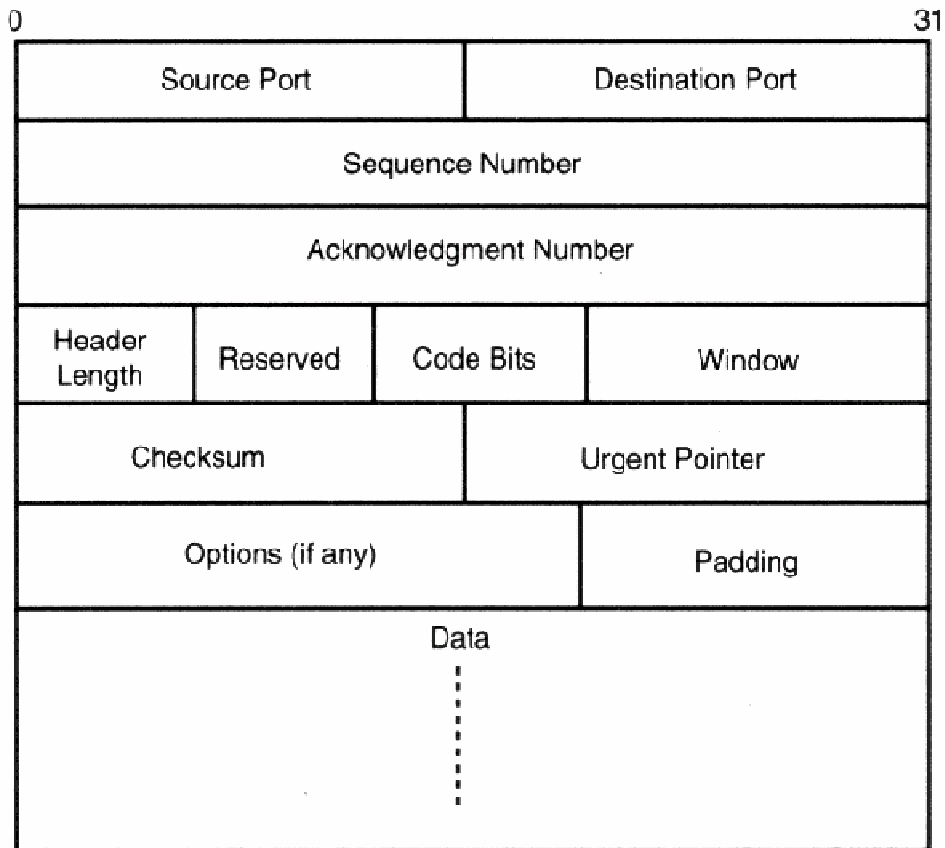 0 31
Source Port Destination Port
Sequence Number
Acknowledgment Number
Header
Length
Reserved
Code Bits
Window
Checksum
Urgent Pointer
Options (if any)
Padding
Data